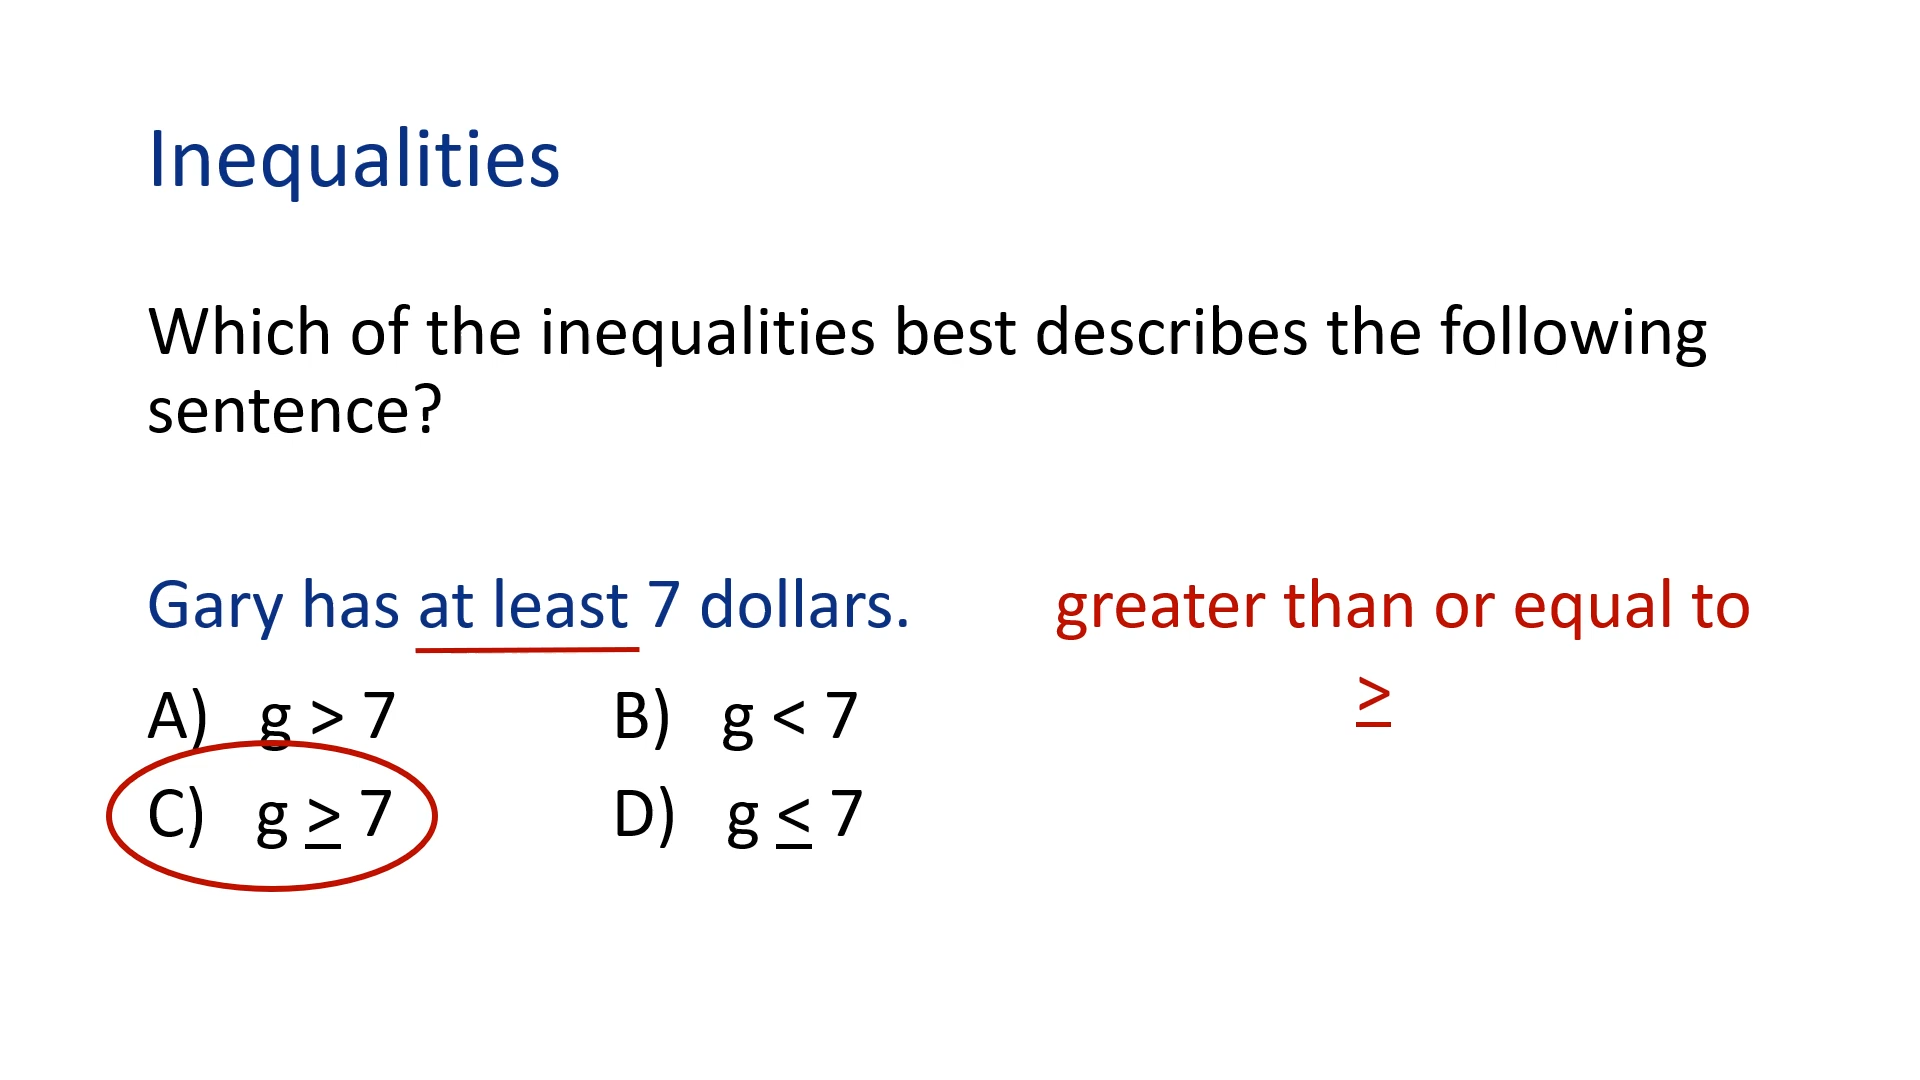 Inequalities
Which of the inequalities best describes the following
sentence?
Gary has at least 7 dollars. greater than or equal to
≥
A) g > 7 B) g < 7
C) g ≥ 7 D) g ≤ 7